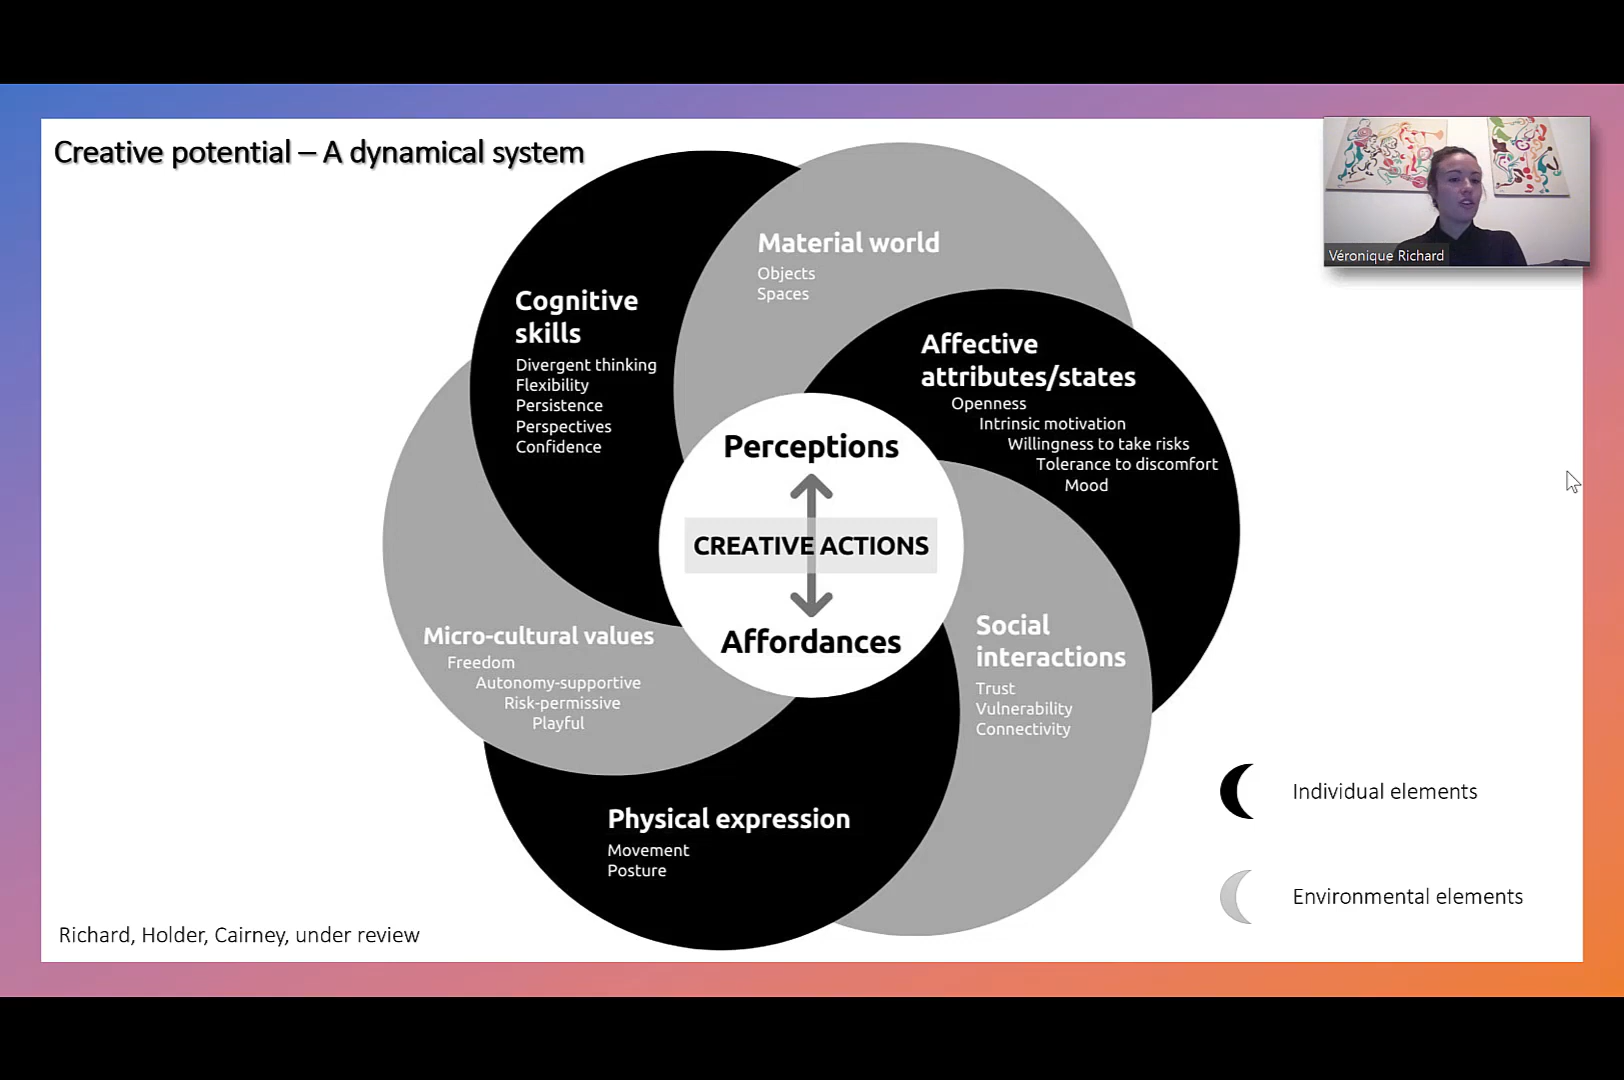 Creative potential – A dynamical system
Véronique Richard
Material world
Objects
Spaces
Cognitive
skills
Divergent thinking
Flexibility
Persistence
Perspectives
Confidence
Affective
attributes/states
Openness
Intrinsic motivation
Willingness to take risks
Tolerance to discomfort
Mood
Perceptions
CREATIVE ACTIONS
Affordances
Micro-cultural values
Freedom
Autonomy-supportive
Risk-permissive
Playful
Social
interactions
Trust
Vulnerability
Connectivity
Physical expression
Movement
Posture
Individual elements
Environmental elements
Richard, Holder, Cairney, under review